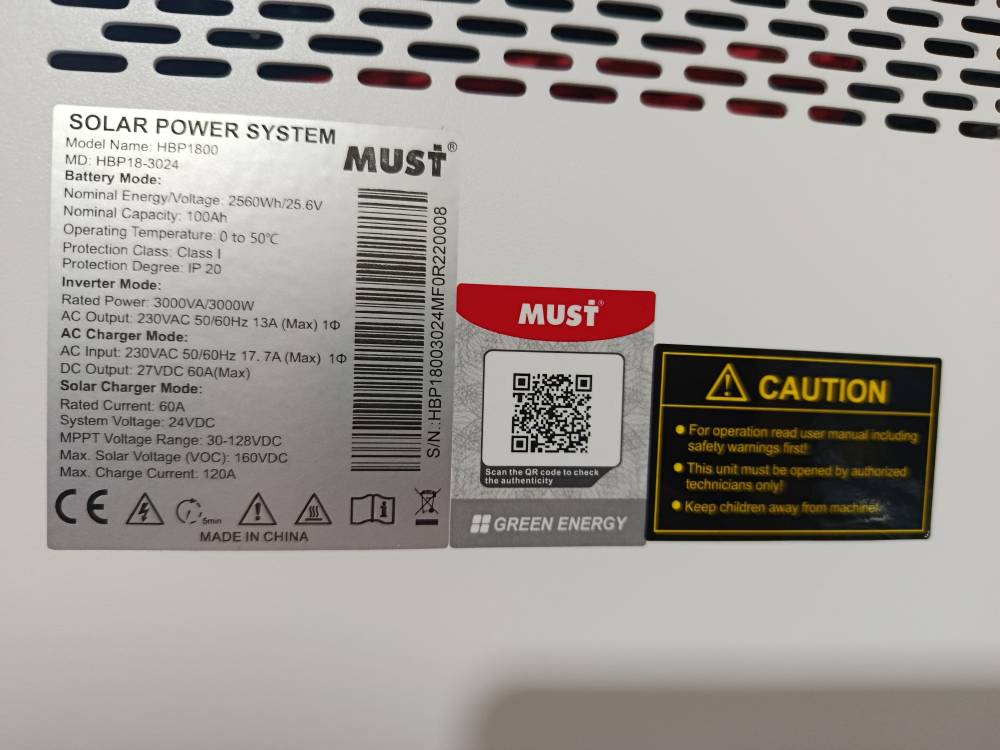 SOLAR POWER SYSTEM
MUST®
Model Name: HBP1800
MD: HBP18-3024
Battery Mode:
Nominal Energy/Voltage: 2560Wh/25.6V
Nominal Capacity: 100Ah
Operating Temperature: 0 to 50℃
Protection Class: Class I
Protection Degree: IP 20
Inverter Mode:
Rated Power: 3000VA/3000W
AC Output: 230VAC 50/60Hz 13A (Max) 1Φ
AC Charger Mode:
AC Input: 230VAC 50/60Hz 17. 7A (Max) 1Φ
DC Output: 27VDC 60A(Max)
Solar Charger Mode:
Rated Current: 60A
System Voltage: 24VDC
MPPT Voltage Range: 30-128VDC
Max. Solar Voltage (VOC): 160VDC
Max. Charge Current: 120A
S/N.:HBP18003024MF0R220008
CE
5min
MADE IN CHINA
MUST®
Scan the QR code to check
the authenticity
GREEN ENERGY
CAUTION
For operation read user manual including
safety warnings first!
This unit must be opened by authorized
technicians only!
Keep children away from machine!